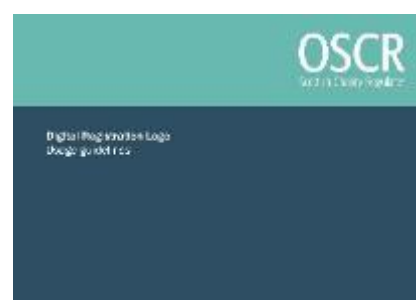 OSCR
Scottish Charity Regulator
Digital Registration Logo
Usage guidelines